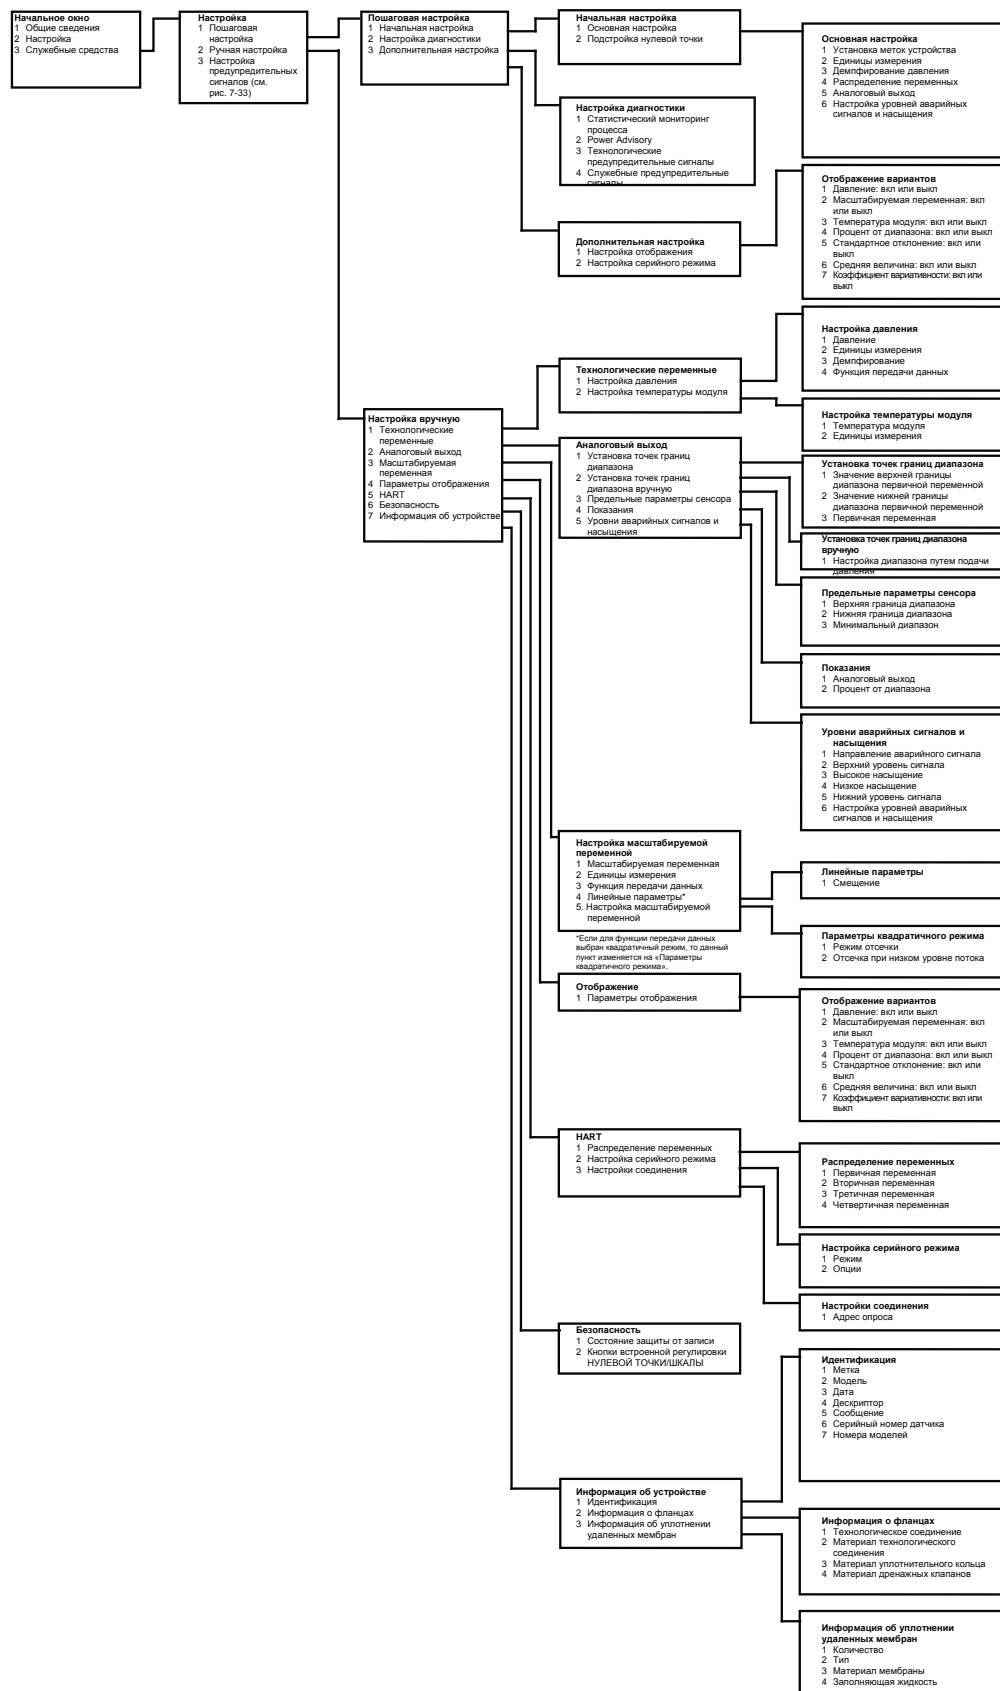 Начальное окно
1 Общие сведения
2 Настройка
3 Служебные средства
Настройка
1 Пошаговая
настройка
2 Ручная настройка
3 Настройка
предупредительных
сигналов (см.
рис. 7-33)
Пошаговая настройка
1 Начальная настройка
2 Настройка диагностики
3 Дополнительная настройка
Начальная настройка
1 Основная настройка
2 Подстройка нулевой точки
Основная настройка
1 Установка меток устройства
2 Единицы измерения
3 Демпфирование давления
4 Распределение переменных
5 Аналоговый выход
6 Настройка уровней аварийных
сигналов и насыщения
Настройка диагностики
1 Статистический мониторинг
процесса
2 Power Advisory
3 Технологические
предупредительные сигналы
4 Служебные предупредительные
сигналы
Отображение вариантов
1 Давление: вкл или выкл
2 Масштабируемая переменная: вкл
или выкл
3 Температура модуля: вкл или выкл
4 Процент от диапазона: вкл или выкл
5 Стандартное отклонение: вкл или
выкл
6 Средняя величина: вкл или выкл
7 Коэффициент вариативности: вкл или
выкл
Дополнительная настройка
1 Настройка отображения
2 Настройка серийного режима
Настройка давления
1 Давление
2 Единицы измерения
3 Демпфирование
4 Функция передачи данных
Технологические переменные
1 Настройка давления
2 Настройка температуры модуля
Настройка температуры модуля
1 Температура модуля
2 Единицы измерения
Настройка вручную
1 Технологические
переменные
2 Аналоговый выход
3 Масштабируемая
переменная
4 Параметры отображения
5 HART
6 Безопасность
7 Информация об устройстве
Аналоговый выход
1 Установка точек границ
диапазона
2 Установка точек границ
диапазона вручную
3 Предельные параметры сенсора
4 Показания
5 Уровни аварийных сигналов и
насыщения
Установка точек границ диапазона
1 Значение верхней границы
диапазона первичной переменной
2 Значение нижней границы
диапазона первичной переменной
3 Первичная переменная
Установка точек границ диапазона
вручную
1 Настройка диапазона путем подачи
давления
Предельные параметры сенсора
1 Верхняя граница диапазона
2 Нижняя граница диапазона
3 Минимальный диапазон
Показания
1 Аналоговый выход
2 Процент от диапазона
Уровни аварийных сигналов и
насыщения
1 Направление аварийного сигнала
2 Верхний уровень сигнала
3 Высокое насыщение
4 Низкое насыщение
5 Нижний уровень сигнала
6 Настройка уровней аварийных
сигналов и насыщения
Настройка масштабируемой
переменной
1 Масштабируемая переменная
2 Единицы измерения
3 Функция передачи данных
4 Линейные параметры*
5. Настройка масштабируемой
переменной
*Если для функции передачи данных
выбран квадратичный режим, то данный
пункт изменяется на «Параметры
квадратичного режима».
Линейные параметры
1 Смещение
Параметры квадратичного режима
1 Режим отсечки
2 Отсечка при низком уровне потока
Отображение
1 Параметры отображения
Отображение вариантов
1 Давление: вкл или выкл
2 Масштабируемая переменная: вкл
или выкл
3 Температура модуля: вкл или выкл
4 Процент от диапазона: вкл или выкл
5 Стандартное отклонение: вкл или
выкл
6 Средняя величина: вкл или выкл
7 Коэффициент вариативности: вкл или
выкл
HART
1 Распределение переменных
2 Настройка серийного режима
3 Настройки соединения
Распределение переменных
1 Первичная переменная
2 Вторичная переменная
3 Третичная переменная
4 Четвертичная переменная
Настройка серийного режима
1 Режим
2 Опции
Настройки соединения
1 Адрес опроса
Безопасность
1 Состояние защиты от записи
2 Кнопки встроенной регулировки
НУЛЕВОЙ ТОЧКИ/ШКАЛЫ
Идентификация
1 Метка
2 Модель
3 Дата
4 Дескриптор
5 Сообщение
6 Серийный номер датчика
7 Номера моделей
Информация об устройстве
1 Идентификация
2 Информация о фланцах
3 Информация об уплотнении
удаленных мембран
Информация о фланцах
1 Технологическое соединение
2 Материал технологического
соединения
3 Материал уплотнительного кольца
4 Материал дренажных клапанов
Информация об уплотнении
удаленных мембран
1 Количество
2 Тип
3 Материал мембраны
4 Заполняющая жидкость